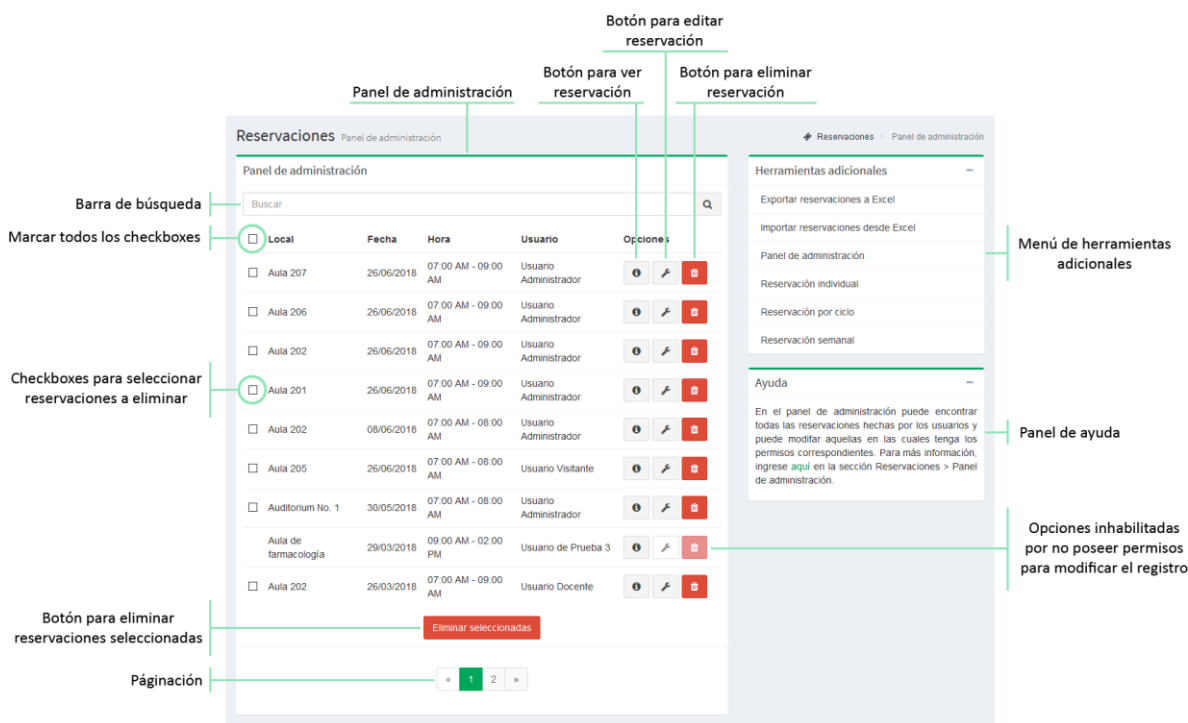 Botón para editar
reservación
Botón para ver
reservación
Botón para eliminar
reservación
Panel de administración
Reservaciones Panel de administración
Reservaciones > Panel de administración
Panel de administración
Barra de búsqueda
Buscar
Marcar todos los checkboxes
Local Fecha Hora Usuario Opciones
Aula 207 26/06/2018 07:00 AM - 09:00 Usuario
AM Administrador
Aula 206 26/06/2018 07:00 AM - 09:00 Usuario
AM Administrador
Aula 202 26/06/2018 07:00 AM - 09:00 Usuario
AM Administrador
Checkboxes para seleccionar
reservaciones a eliminar
Aula 201 26/06/2018 07:00 AM - 09:00 Usuario
AM Administrador
Aula 202 08/06/2018 07:00 AM - 08:00 Usuario
AM Administrador
Aula 205 26/06/2018 07:00 AM - 08:00 Usuario Visitante
AM
Auditorium No. 1 30/05/2018 07:00 AM - 08:00 Usuario
AM Administrador
Aula de 29/03/2018 09:00 AM - 02:00 Usuario de Prueba 3
farmacología PM
Aula 202 26/03/2018 07:00 AM - 09:00 Usuario Docente
AM
Botón para eliminar
reservaciones seleccionadas
Eliminar seleccionadas
Páginación
« 1 2 »
Herramientas adicionales −
Exportar reservaciones a Excel
Importar reservaciones desde Excel
Panel de administración
Reservación individual
Reservación por ciclo
Reservación semanal
Menú de herramientas
adicionales
Ayuda −
En el panel de administración puede encontrar
todas las reservaciones hechas por los usuarios y
puede modifar aquellas en las cuales tenga los
permisos correspondientes. Para más información,
ingrese aquí en la sección Reservaciones > Panel
de administración.
Panel de ayuda
Opciones inhabilitadas
por no poseer permisos
para modificar el registro